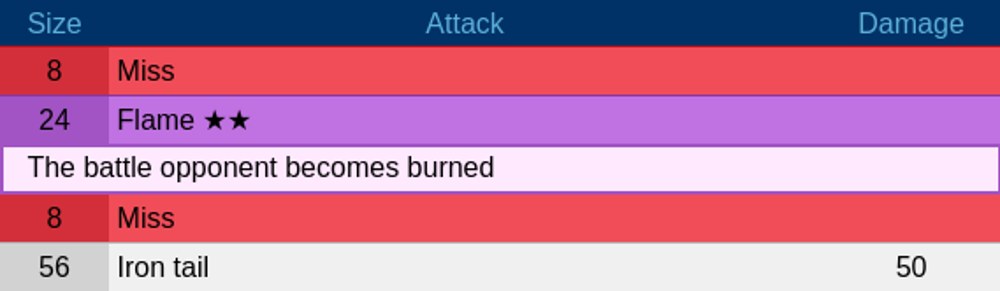 Size Attack Damage
8 Miss
24 Flame ★★
The battle opponent becomes burned
8 Miss
56 Iron tail 50